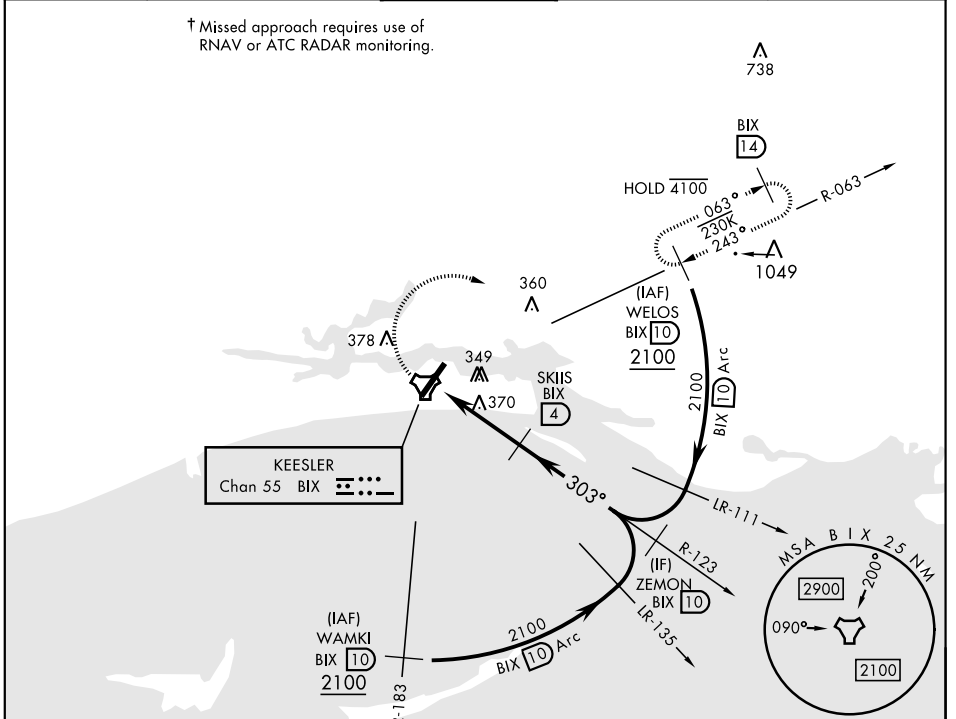 † Missed approach requires use of
RNAV or ATC RADAR monitoring.
738
BIX
14
HOLD 4100
R-063
063°
230K
243°
1049
360
(IAF)
WELOS
BIX 10
2100
378
349
370
SKIIS
BIX
4
2100
BIX 10 Arc
KEESLER
Chan 55 BIX
303°
LR-111
R-123
(IF)
ZEMON
BIX 10
LR-135
MSA BIX 25 NM
200°
2900
090°
2100
(IAF)
WAMKI
BIX 10
2100
2100
BIX 10 Arc
-183